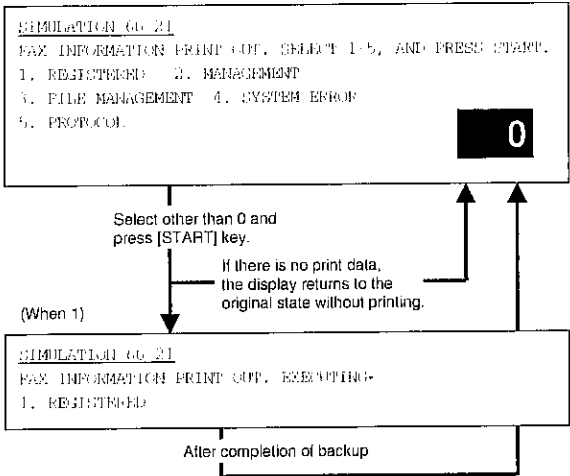 SIMULATION 66 21
FAX INFORMATION PRINT OUT. SELECT 1-5, AND PRESS START.
1. REGISTERED 2. MANAGEMENT
3. FILE MANAGEMENT 4. SYSTEM ERROR
5. PROTOCOL
0
Select other than 0 and
press [START] key.
If there is no print data,
the display returns to the
original state without printing.
(When 1)
SIMULATION 66 21
FAX INFORMATION PRINT OUT. EXECUTING
1. REGISTERED
After completion of backup